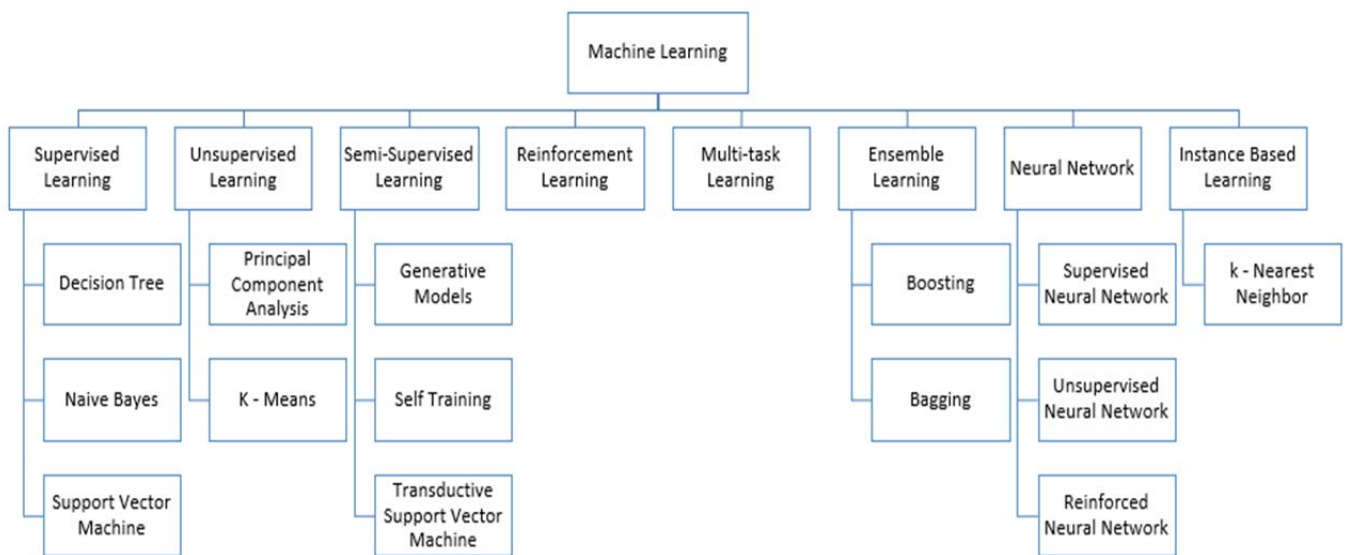 Machine Learning
Supervised
Learning
Unsupervised
Learning
Semi-Supervised
Learning
Reinforcement
Learning
Multi-task
Learning
Ensemble
Learning
Neural Network
Instance Based
Learning
Decision Tree
Principal
Component
Analysis
Generative
Models
Boosting
Supervised
Neural Network
k - Nearest
Neighbor
Naive Bayes
K - Means
Self Training
Bagging
Unsupervised
Neural Network
Support Vector
Machine
Transductive
Support Vector
Machine
Reinforced
Neural Network